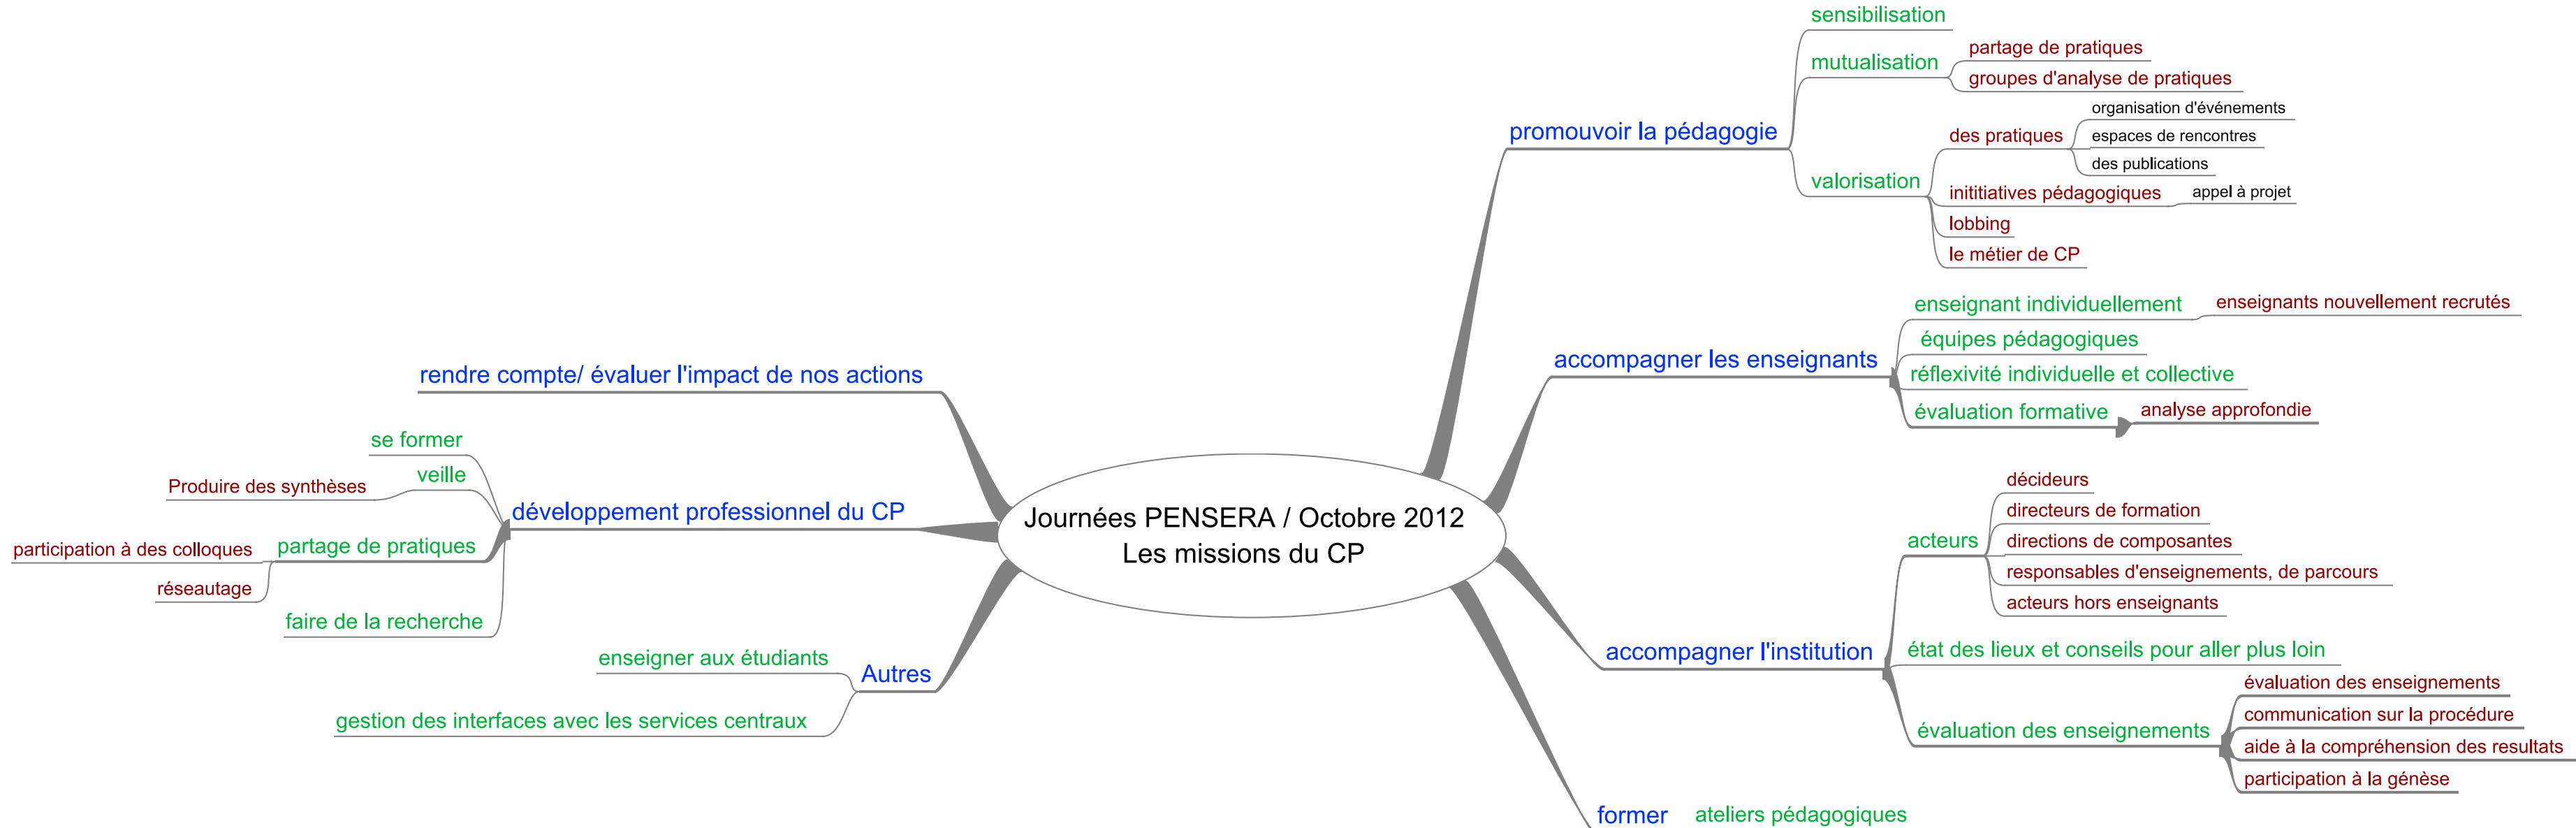 Journées PENSERA / Octobre 2012
Les missions du CP
promouvoir la pédagogie
sensibilisation
mutualisation
partage de pratiques
groupes d'analyse de pratiques
valorisation
des pratiques
organisation d'événements
espaces de rencontres
des publications
inititiatives pédagogiques
appel à projet
lobbing
le métier de CP
accompagner les enseignants
enseignant individuellement
enseignants nouvellement recrutés
équipes pédagogiques
réflexivité individuelle et collective
évaluation formative
analyse approfondie
accompagner l'institution
acteurs
décideurs
directeurs de formation
directions de composantes
responsables d'enseignements, de parcours
acteurs hors enseignants
état des lieux et conseils pour aller plus loin
évaluation des enseignements
évaluation des enseignements
communication sur la procédure
aide à la compréhension des resultats
participation à la génèse
former
ateliers pédagogiques
rendre compte/ évaluer l'impact de nos actions
développement professionnel du CP
se former
veille
Produire des synthèses
partage de pratiques
participation à des colloques
réseautage
faire de la recherche
Autres
enseigner aux étudiants
gestion des interfaces avec les services centraux